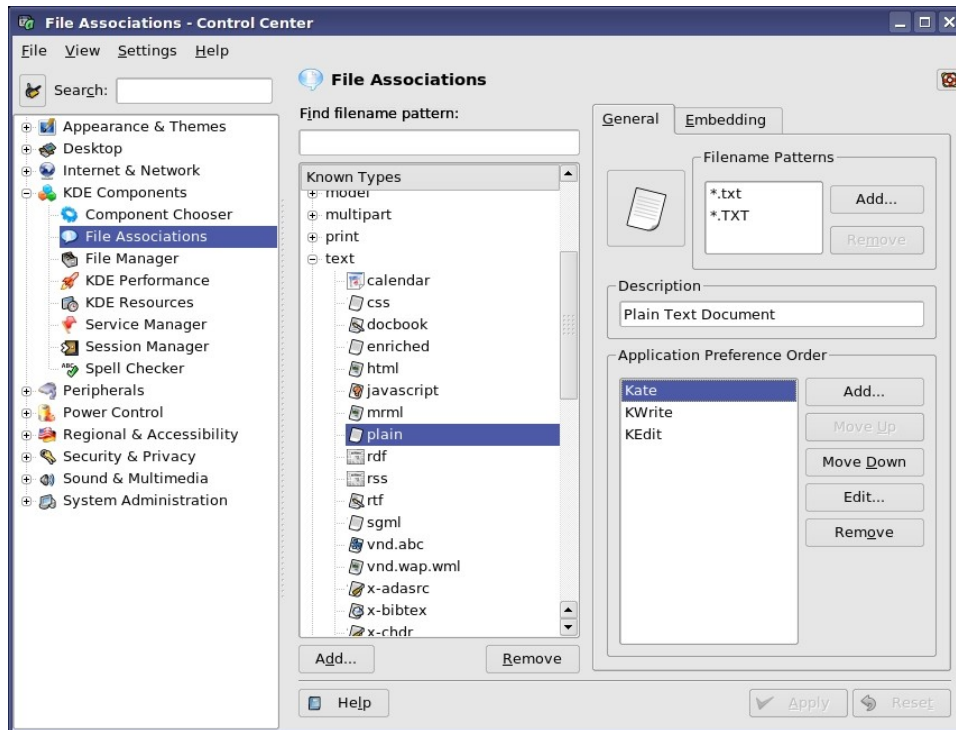 File Associations - Control Center
File View Settings Help
Search:
Appearance & Themes
Desktop
Internet & Network
KDE Components
Component Chooser
File Associations
File Manager
KDE Performance
KDE Resources
Service Manager
Session Manager
Spell Checker
Peripherals
Power Control
Regional & Accessibility
Security & Privacy
Sound & Multimedia
System Administration
File Associations
Find filename pattern:
Known Types
model
multipart
print
text
calendar
css
docbook
enriched
html
javascript
mrml
plain
rdf
rss
rtf
sgml
vnd.abc
vnd.wap.wml
x-adasrc
x-bibtex
x-chdr
Add... Remove
General Embedding
Filename Patterns
*.txt
*.TXT
Add...
Remove
Description
Plain Text Document
Application Preference Order
Kate
KWrite
KEdit
Add...
Move Up
Move Down
Edit...
Remove
Help Apply Reset